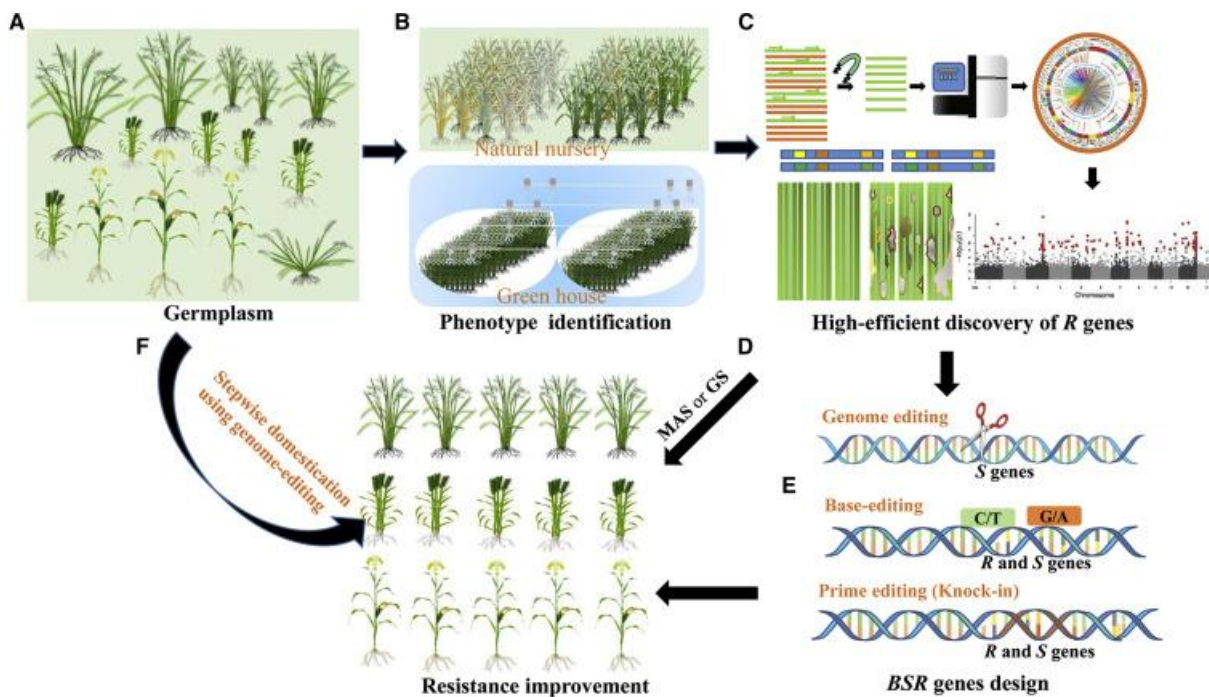 A
B
C
Natural nursery
Green house
Germplasm
Phenotype identification
Chromosome
High-efficient discovery of R genes
F
D
Stepwise domestication
using genome-editing
MAS or GS
Genome editing
S genes
E
Base-editing
C/T
G/A
R and S genes
Prime editing (Knock-in)
R and S genes
Resistance improvement
BSR genes design